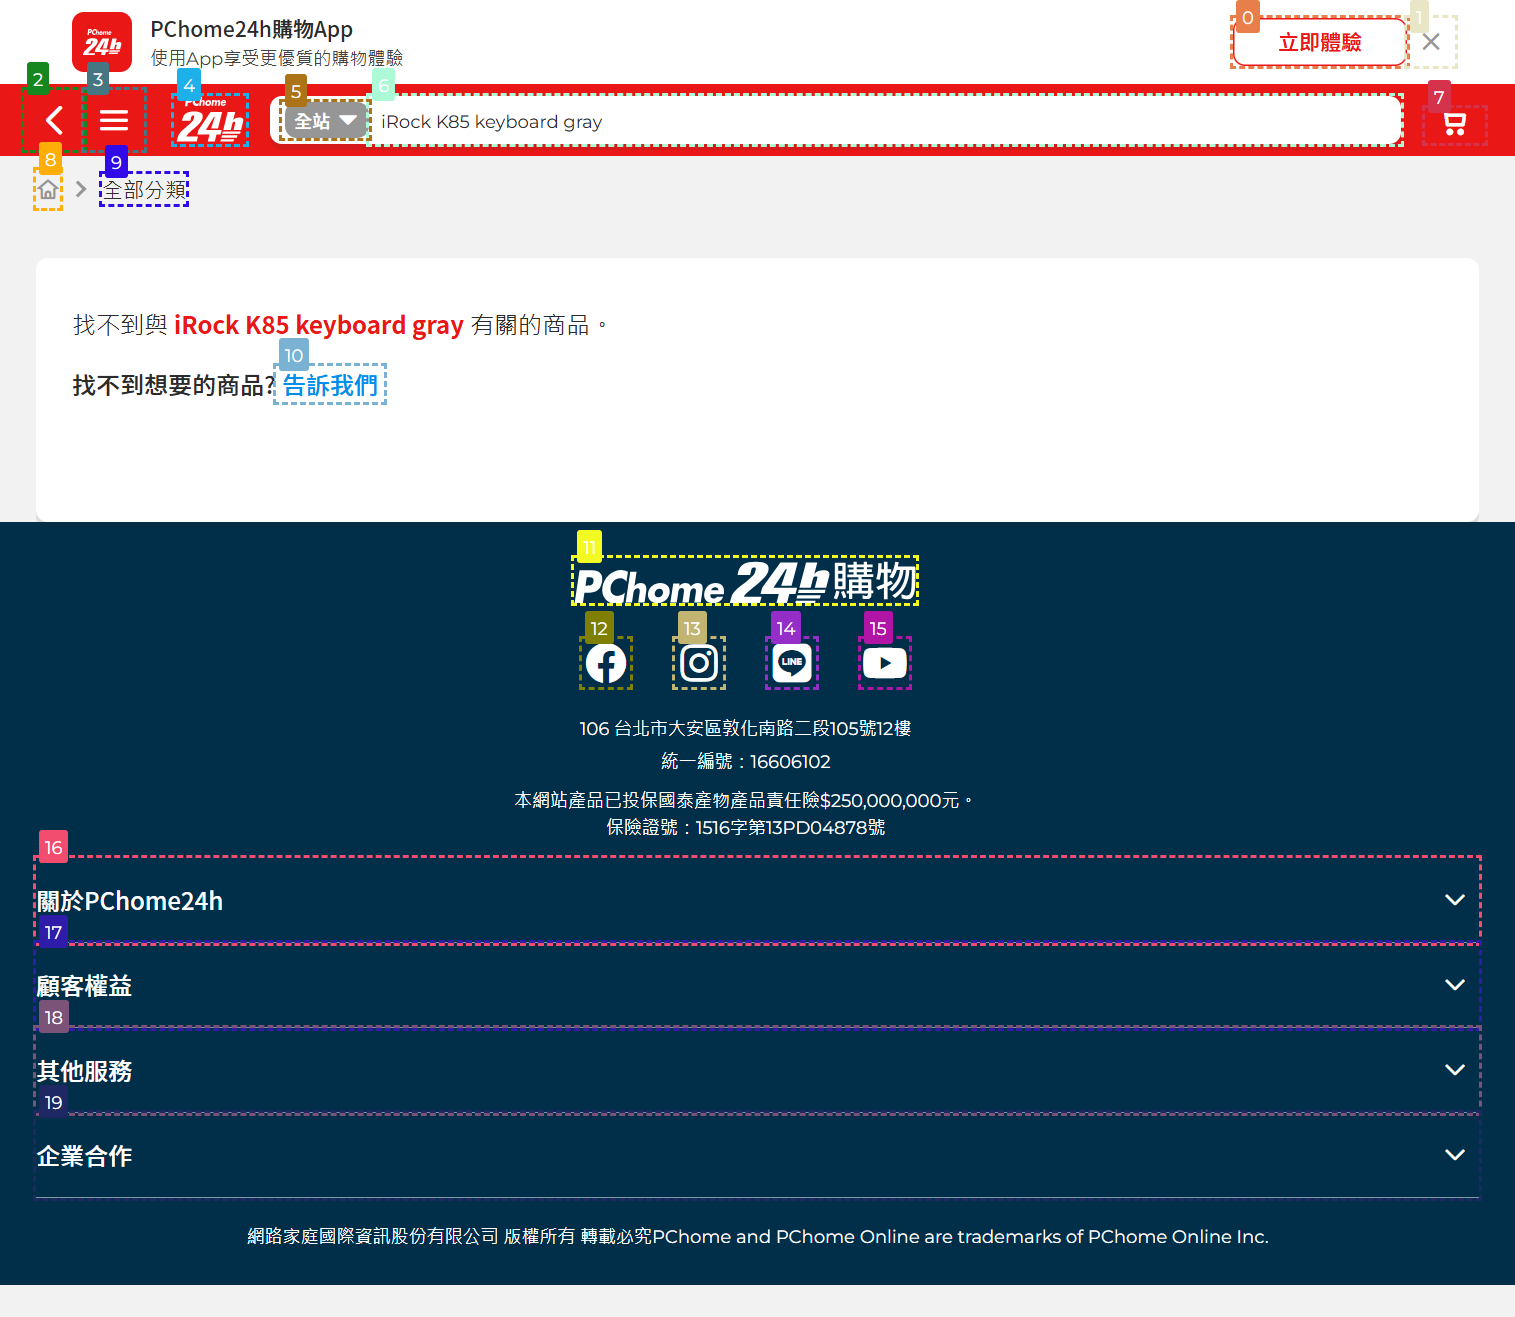 PChome
24h
PChome24h購物App
使用App享受更優質的購物體驗
0
立即體驗
1
2
3
4
PChome
24h
5
全站
6
iRock K85 keyboard gray
7
8
9
全部分類
找不到與 iRock K85 keyboard gray 有關的商品。
10
找不到想要的商品? 告訴我們
11
PChome 24h購物
12
13
14
LINE
15
106 台北市大安區敦化南路二段105號12樓
統一編號：16606102
本網站產品已投保國泰產物產品責任險$250,000,000元。
保險證號：1516字第13PD04878號
16
關於PChome24h
17
顧客權益
18
其他服務
19
企業合作
網路家庭國際資訊股份有限公司 版權所有 轉載必究PChome and PChome Online are trademarks of PChome Online Inc.